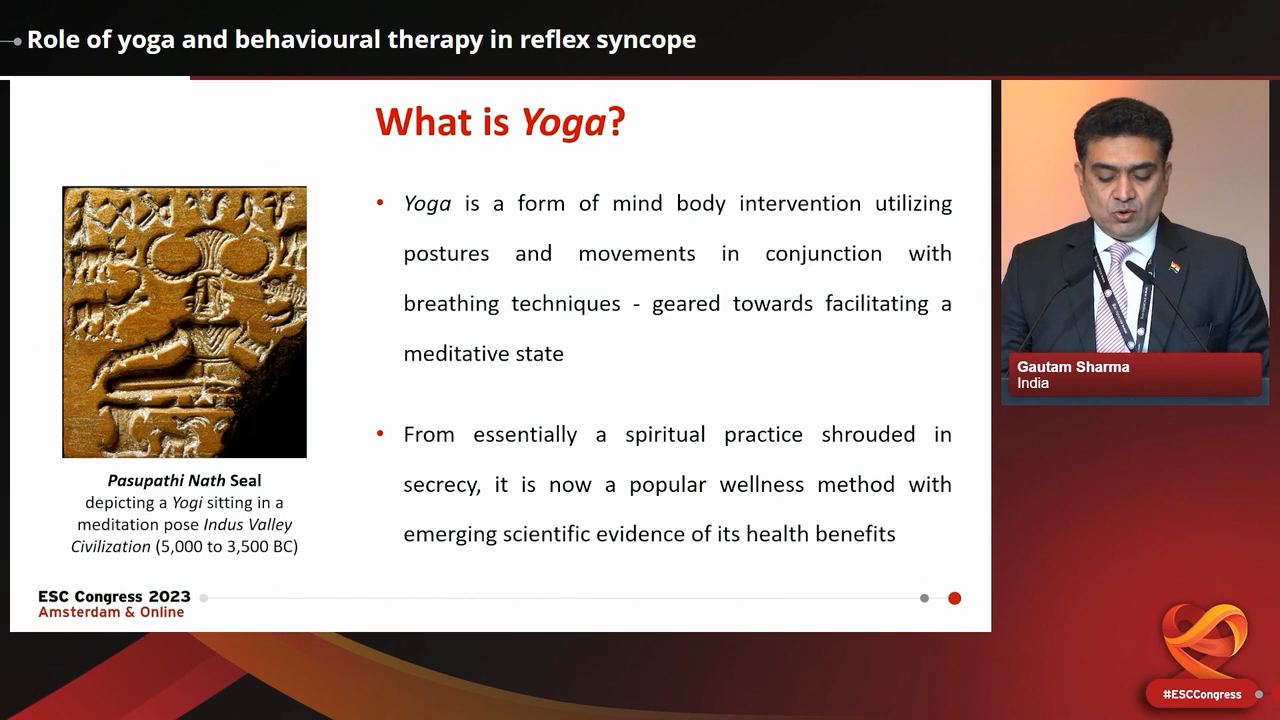 Role of yoga and behavioural therapy in reflex syncope
What is Yoga?
Yoga is a form of mind body intervention utilizing
postures and movements in conjunction with
breathing techniques - geared towards facilitating a
meditative state
From essentially a spiritual practice shrouded in
secrecy, it is now a popular wellness method with
emerging scientific evidence of its health benefits
Pasupathi Nath Seal
depicting a Yogi sitting in a
meditation pose Indus Valley
Civilization (5,000 to 3,500 BC)
ESC Congress 2023
Amsterdam & Online
Gautam Sharma
India
#ESCCongress